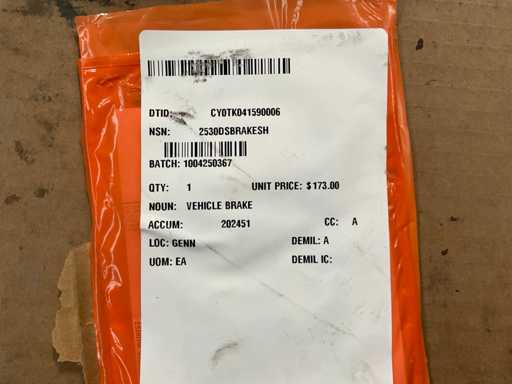 DTID: CY0TK041590006
NSN: 2530DSBRAKESH
BATCH: 1004250367
QTY: 1 UNIT PRICE: $173.00
NOUN: VEHICLE BRAKE
ACCUM: 202451 CC: A
LOC: GENN DEMIL: A
UOM: EA DEMIL IC: